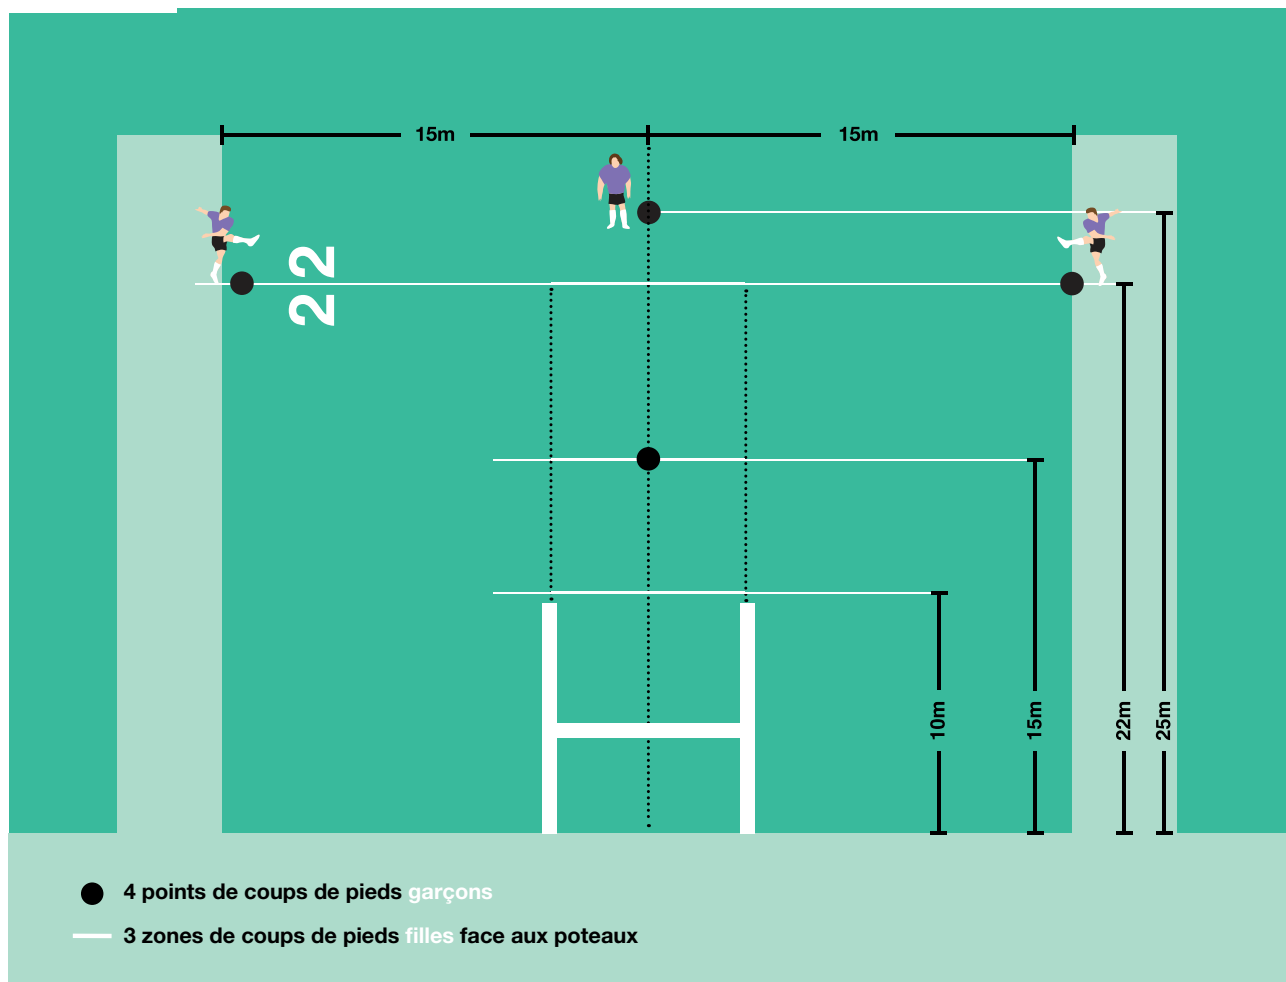 15m
15m
22
10m
15m
22m
25m
4 points de coups de pieds garçons
3 zones de coups de pieds filles face aux poteaux